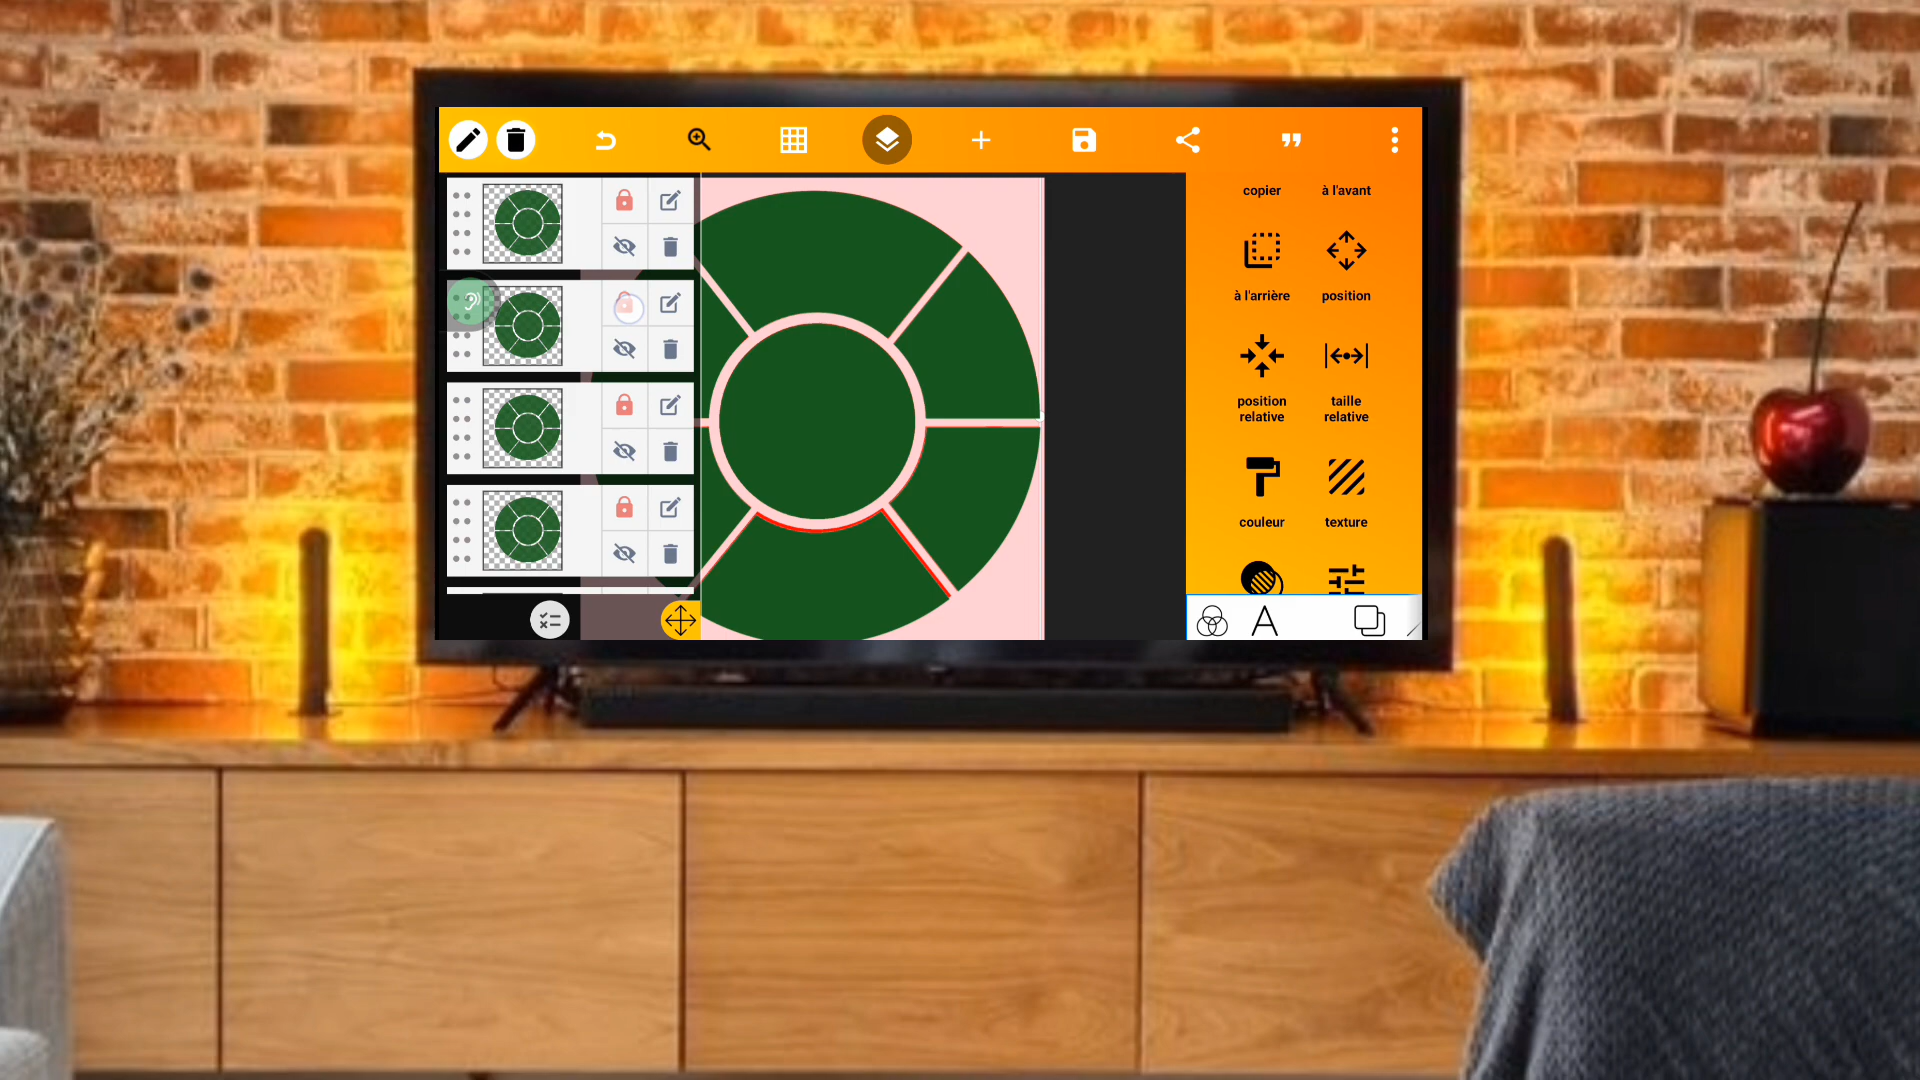 copier à l'avant
à l'arrière position
position taille
relative relative
couleur texture
A